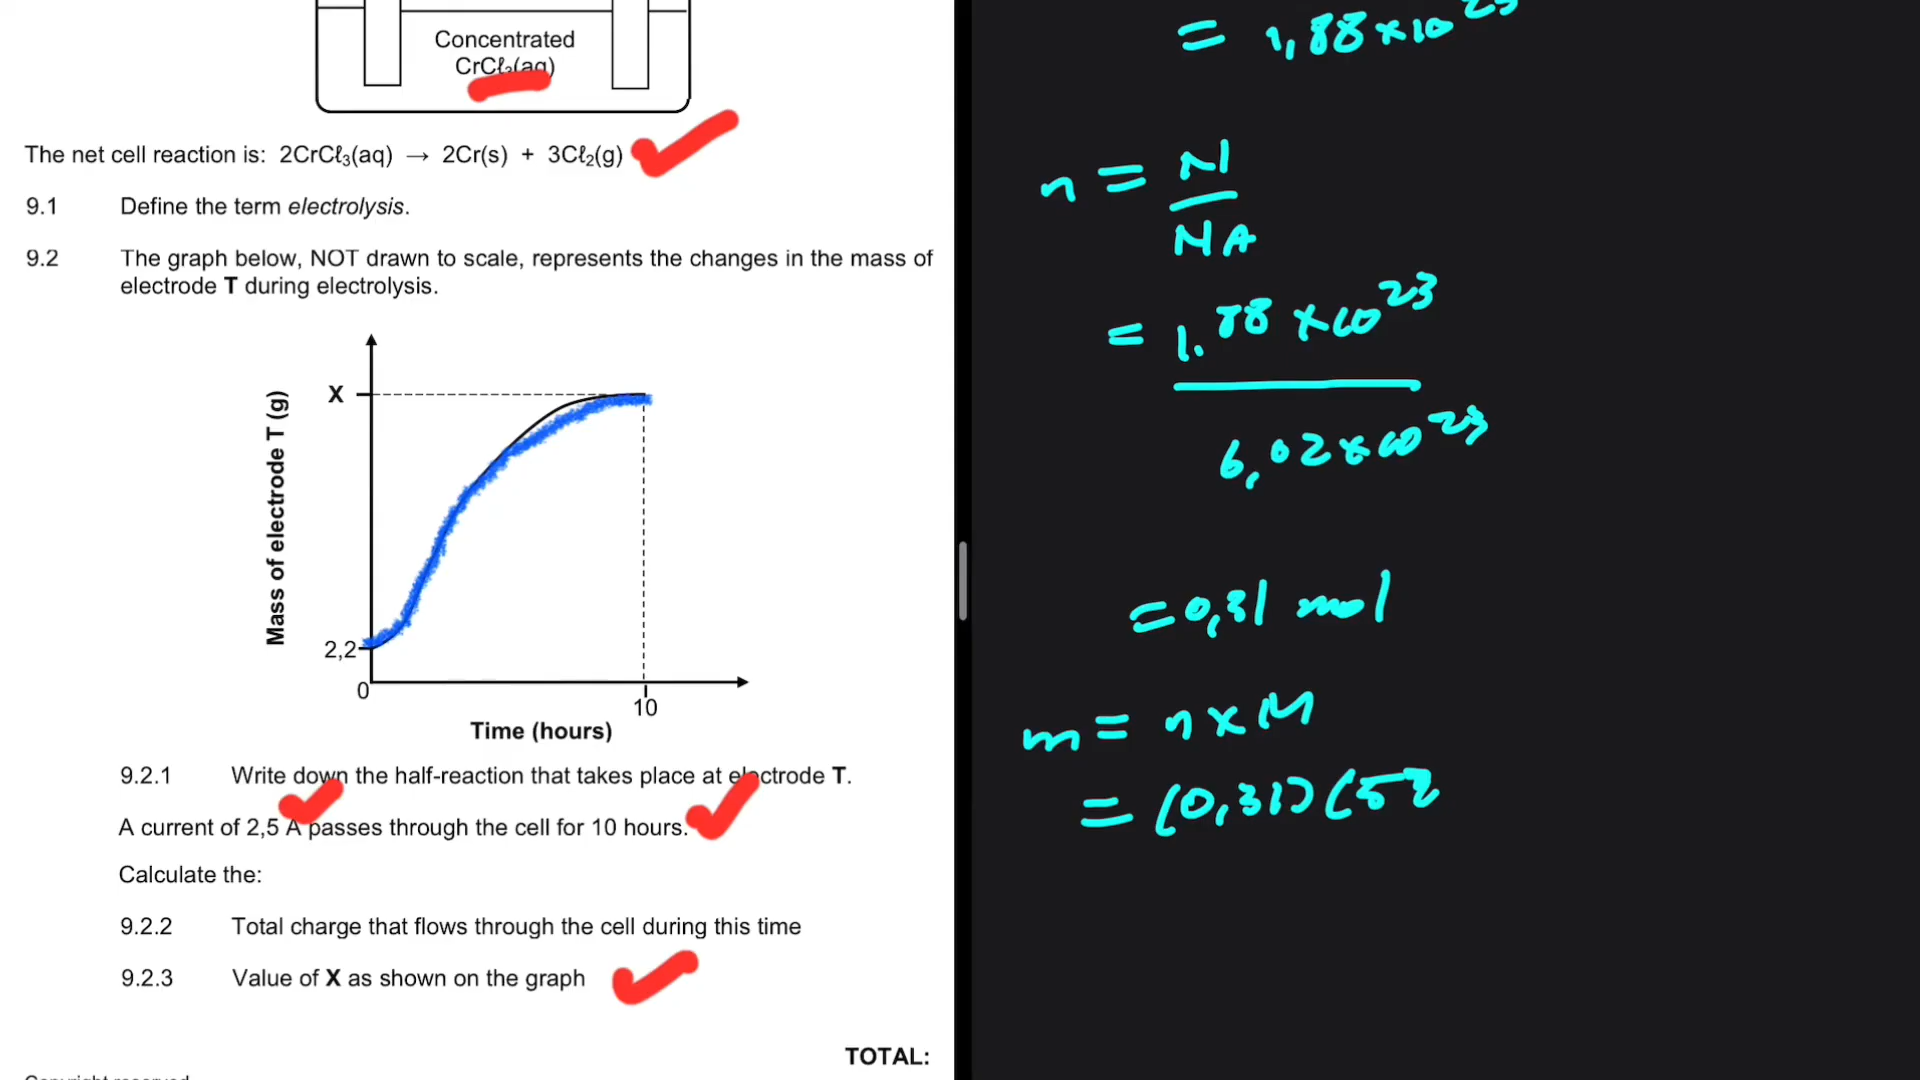 Concentrated
CrCℓ₃(aq)
The net cell reaction is: 2CrCℓ₃(aq) → 2Cr(s) + 3Cℓ₂(g)
9.1 Define the term electrolysis.
9.2 The graph below, NOT drawn to scale, represents the changes in the mass of
electrode T during electrolysis.
X
Mass of electrode T (g)
2,2
0
10
Time (hours)
9.2.1 Write down the half-reaction that takes place at electrode T.
A current of 2,5 A passes through the cell for 10 hours.
Calculate the:
9.2.2 Total charge that flows through the cell during this time
9.2.3 Value of X as shown on the graph
TOTAL:
= 1,88×10²³
n = N
NA
= 1.88 ×10²³
6,02×10²³
= 0,31 mol
m = n×M
= (0,31)(52